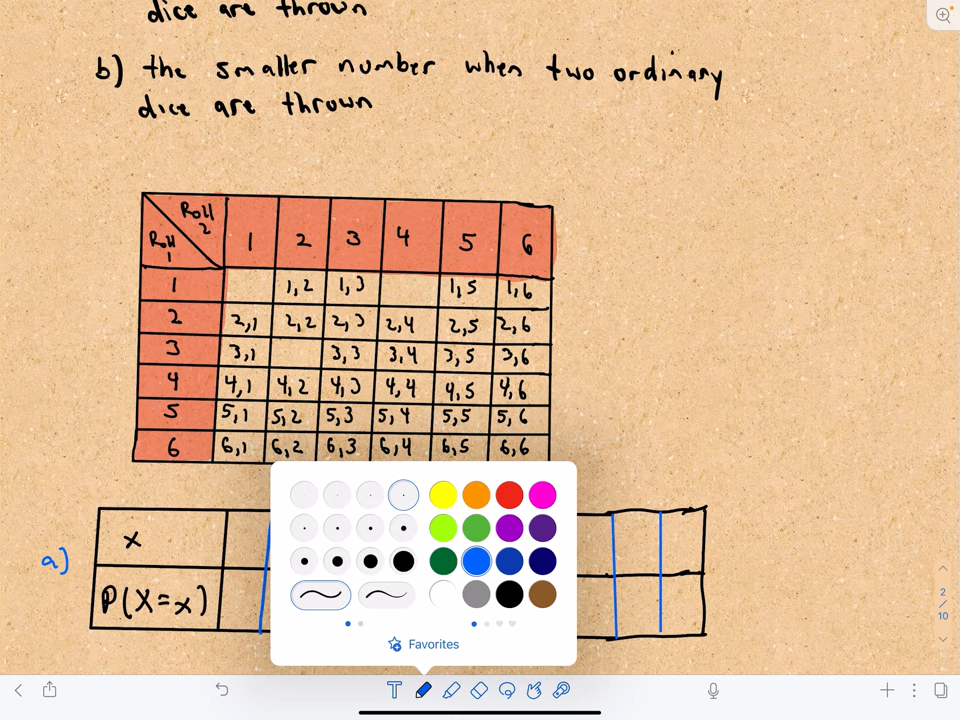 dice are thrown
b) the smaller number when two ordinary
dice are thrown
Roll 2
Roll 1
1 2 3 4 5 6
1 1,2 1,3 1,5 1,6
2 2,1 2,2 2,3 2,4 2,5 2,6
3 3,1 3,3 3,4 3,5 3,6
4 4,1 4,2 4,3 4,4 4,5 4,6
5 5,1 5,2 5,3 5,4 5,5 5,6
6 6,1 6,2 6,3 6,4 6,5 6,6
a)
x
P(X=x)
Favorites
2
/
10
T